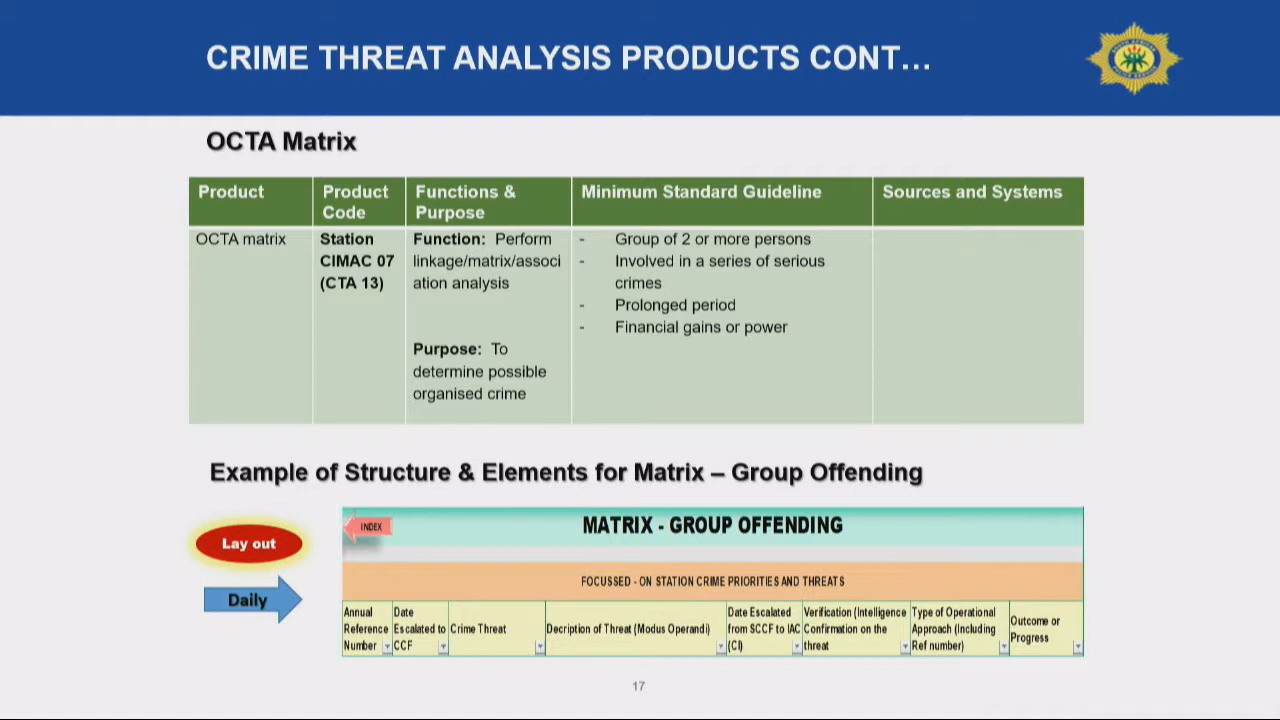 CRIME THREAT ANALYSIS PRODUCTS CONT...
OCTA Matrix
Product
Product
Code
Functions &
Purpose
Minimum Standard Guideline
Sources and Systems
OCTA matrix
Station
CIMAC 07
(CTA 13)
Function: Perform
linkage/matrix/associ
ation analysis
Purpose: To
determine possible
organised crime
- Group of 2 or more persons
- Involved in a series of serious
crimes
- Prolonged period
- Financial gains or power
Example of Structure & Elements for Matrix – Group Offending
Lay out
Daily
INDEX
MATRIX - GROUP OFFENDING
FOCUSSED - ON STATION CRIME PRIORITIES AND THREATS
Annual
Reference
Number
Date
Escalated to
CCF
Crime Threat
Decription of Threat (Modus Operandi)
Date Escalated
from SCCF to IAC
(CI)
Verification (Intelligence
Confirmation on the
threat
Type of Operational
Approach (Including
Ref number)
Outcome or
Progress
17